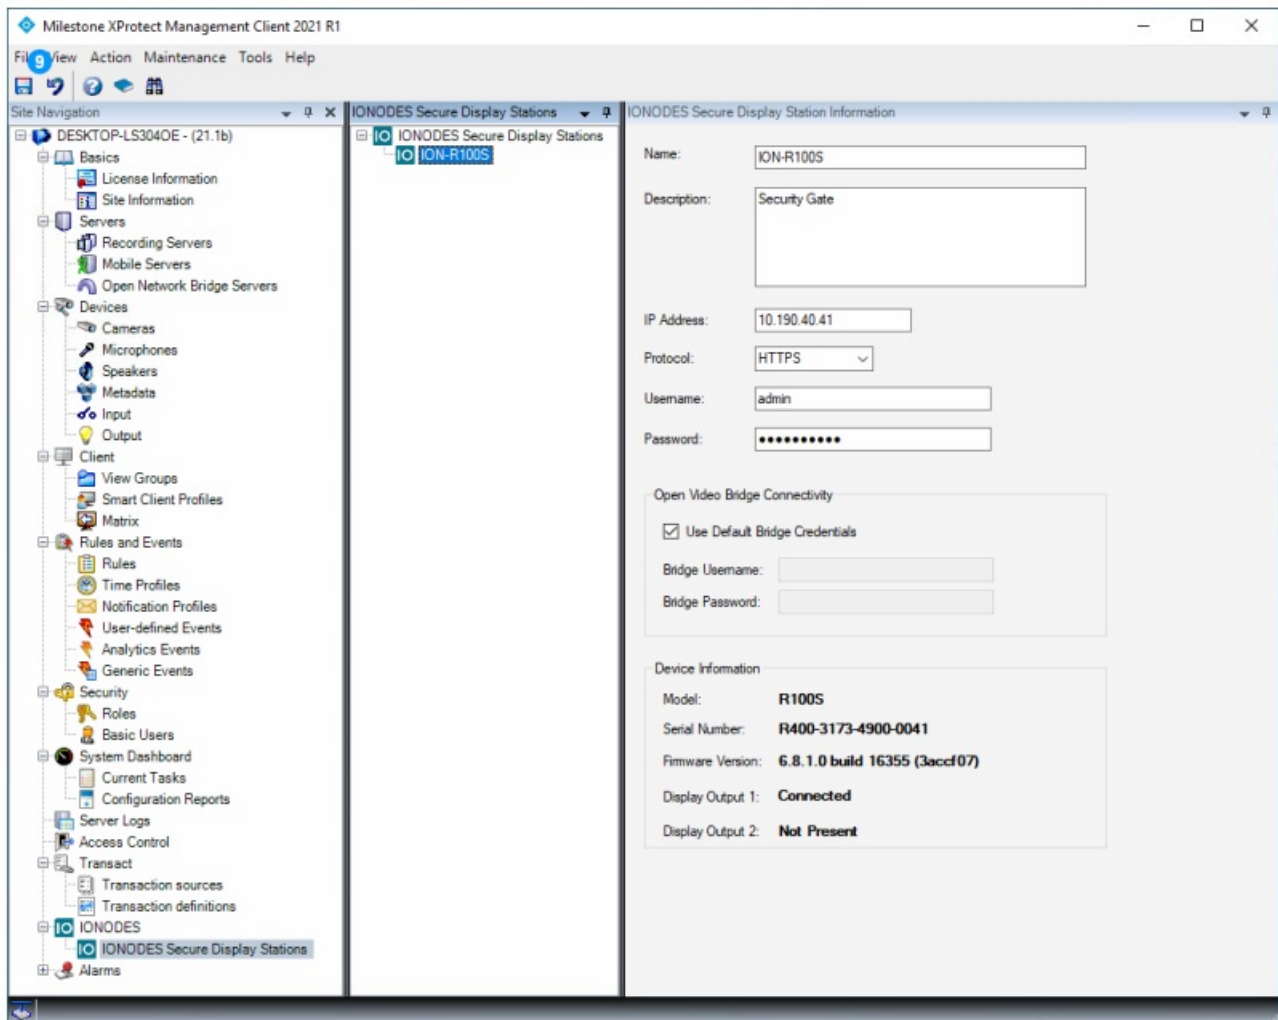 Milestone XProtect Management Client 2021 R1
File View Action Maintenance Tools Help
9
Site Navigation
DESKTOP-LS304OE - (21.1b)
Basics
License Information
Site Information
Servers
Recording Servers
Mobile Servers
Open Network Bridge Servers
Devices
Cameras
Microphones
Speakers
Metadata
Input
Output
Client
View Groups
Smart Client Profiles
Matrix
Rules and Events
Rules
Time Profiles
Notification Profiles
User-defined Events
Analytics Events
Generic Events
Security
Roles
Basic Users
System Dashboard
Current Tasks
Configuration Reports
Server Logs
Access Control
Transact
Transaction sources
Transaction definitions
IO IONODES
IO IONODES Secure Display Stations
Alarms
IONODES Secure Display Stations
IO IONODES Secure Display Stations
IO ION-R100S
IONODES Secure Display Station Information
Name: ION-R100S
Description: Security Gate
IP Address: 10.190.40.41
Protocol: HTTPS
Username: admin
Password: ••••••••••
Open Video Bridge Connectivity
Use Default Bridge Credentials
Bridge Username:
Bridge Password:
Device Information
Model: R100S
Serial Number: R400-3173-4900-0041
Firmware Version: 6.8.1.0 build 16355 (3accf07)
Display Output 1: Connected
Display Output 2: Not Present